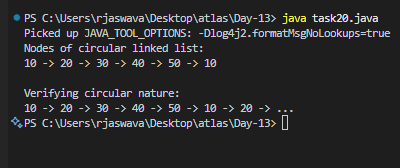 PS C:\Users\rjaswava\Desktop\atlas\Day-13> java task20.java
Picked up JAVA_TOOL_OPTIONS: -Dlog4j2.formatMsgNoLookups=true
Nodes of circular linked list:
10 -> 20 -> 30 -> 40 -> 50 -> 10
Verifying circular nature:
10 -> 20 -> 30 -> 40 -> 50 -> 10 -> 20 -> ...
PS C:\Users\rjaswava\Desktop\atlas\Day-13>